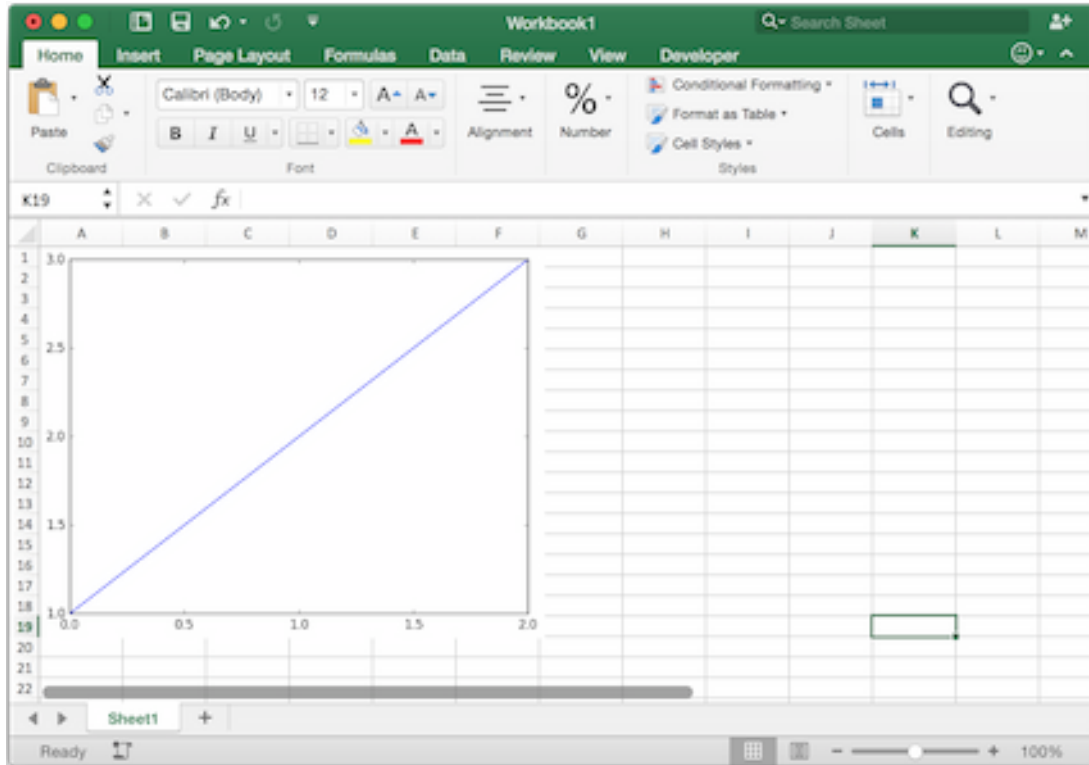 Workbook1
Search Sheet
Home Insert Page Layout Formulas Data Review View Developer
Calibri (Body) 12 A A
Conditional Formatting
Paste
B I U A
Alignment
%
Number
Format as Table
Cell Styles
Cells
Editing
Clipboard
Font
Styles
K19 fx
A B C D E F G H I J K L M
1 3.0
2
3
4
5 2.5
6
7
8
9
10 2.0
11
12
13
14 1.5
15
16
17
18 1.0
19 0.0 0.5 1.0 1.5 2.0
20
21
22
Sheet1 +
Ready
- + 100%